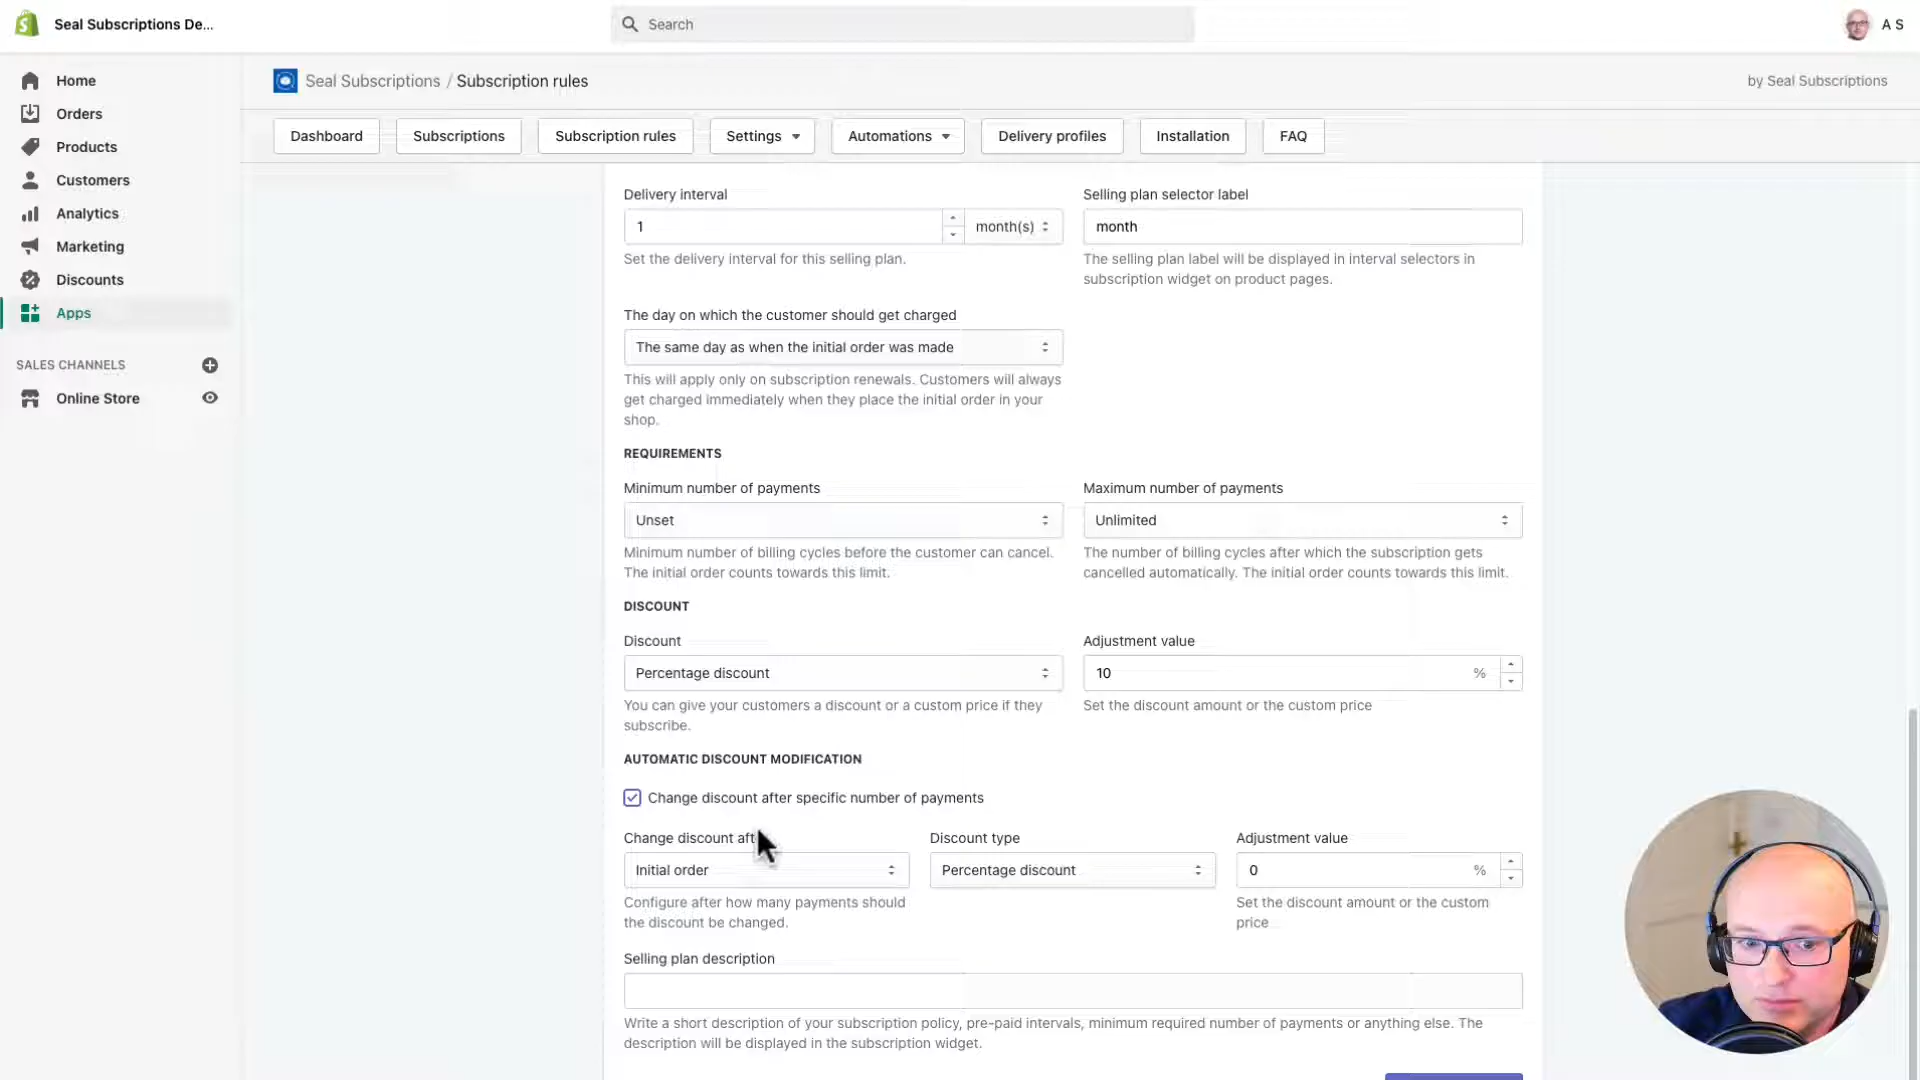 Seal Subscriptions De...
Search
A S
Home
Orders
Products
Customers
Analytics
Marketing
Discounts
Apps
SALES CHANNELS
Online Store
Seal Subscriptions / Subscription rules
by Seal Subscriptions
Dashboard
Subscriptions
Subscription rules
Settings
Automations
Delivery profiles
Installation
FAQ
Delivery interval
1
month(s)
Set the delivery interval for this selling plan.
Selling plan selector label
month
The selling plan label will be displayed in interval selectors in
subscription widget on product pages.
The day on which the customer should get charged
The same day as when the initial order was made
This will apply only on subscription renewals. Customers will always
get charged immediately when they place the initial order in your
shop.
REQUIREMENTS
Minimum number of payments
Unset
Minimum number of billing cycles before the customer can cancel.
The initial order counts towards this limit.
Maximum number of payments
Unlimited
The number of billing cycles after which the subscription gets
cancelled automatically. The initial order counts towards this limit.
DISCOUNT
Discount
Percentage discount
You can give your customers a discount or a custom price if they
subscribe.
Adjustment value
10
%
Set the discount amount or the custom price
AUTOMATIC DISCOUNT MODIFICATION
Change discount after specific number of payments
Change discount aft
Initial order
Configure after how many payments should
the discount be changed.
Discount type
Percentage discount
Adjustment value
0
%
Set the discount amount or the custom
price
Selling plan description
Write a short description of your subscription policy, pre-paid intervals, minimum required number of payments or anything else. The
description will be displayed in the subscription widget.